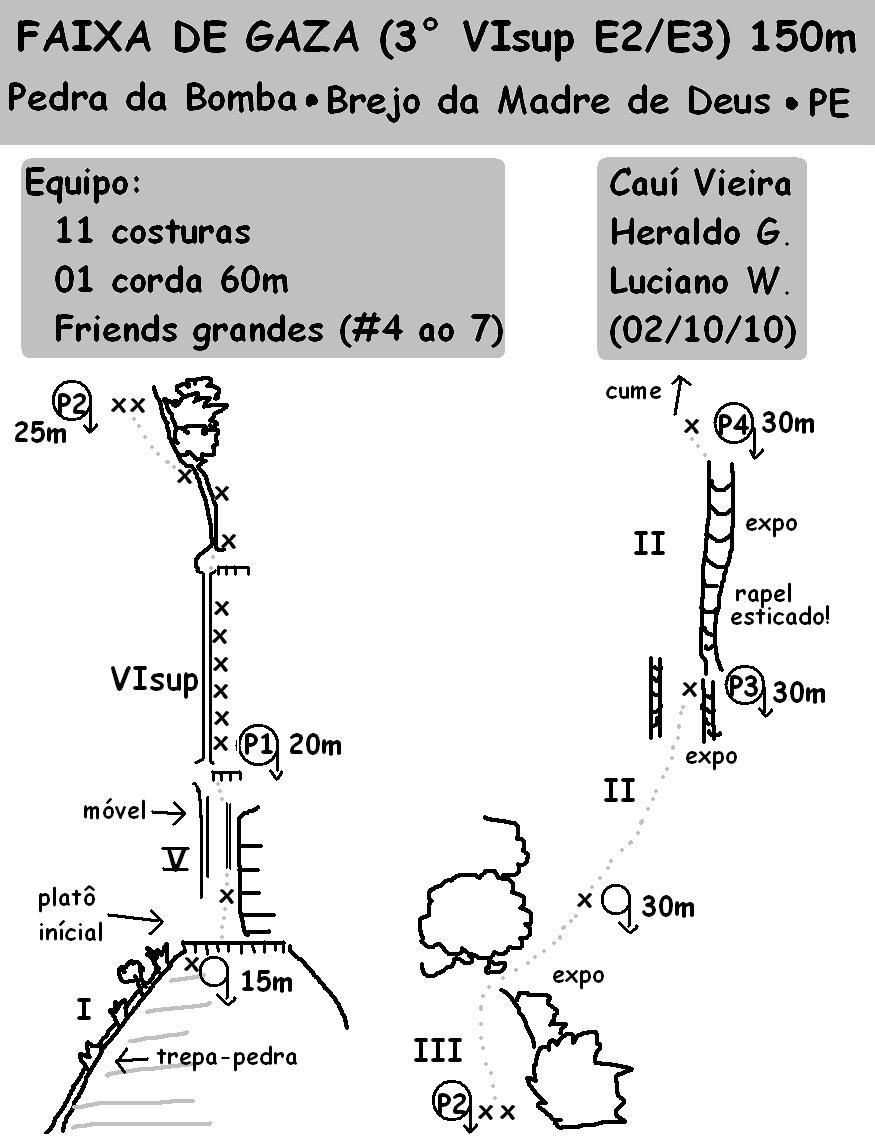 FAIXA DE GAZA (3° VIsup E2/E3) 150m
Pedra da Bomba • Brejo da Madre de Deus • PE
Equipo:
11 costuras
01 corda 60m
Friends grandes (#4 ao 7)
Cauí Vieira
Heraldo G.
Luciano W.
(02/10/10)
P2
xx
25m
x
x
x
x
x
x
x
x
VIsup
x
P1
20m
móvel
V
x
platô
inícial
x
15m
I
trepa-pedra
cume
x
P4
30m
expo
II
rapel
esticado!
x
P3
30m
expo
II
x
30m
expo
III
P2
xx